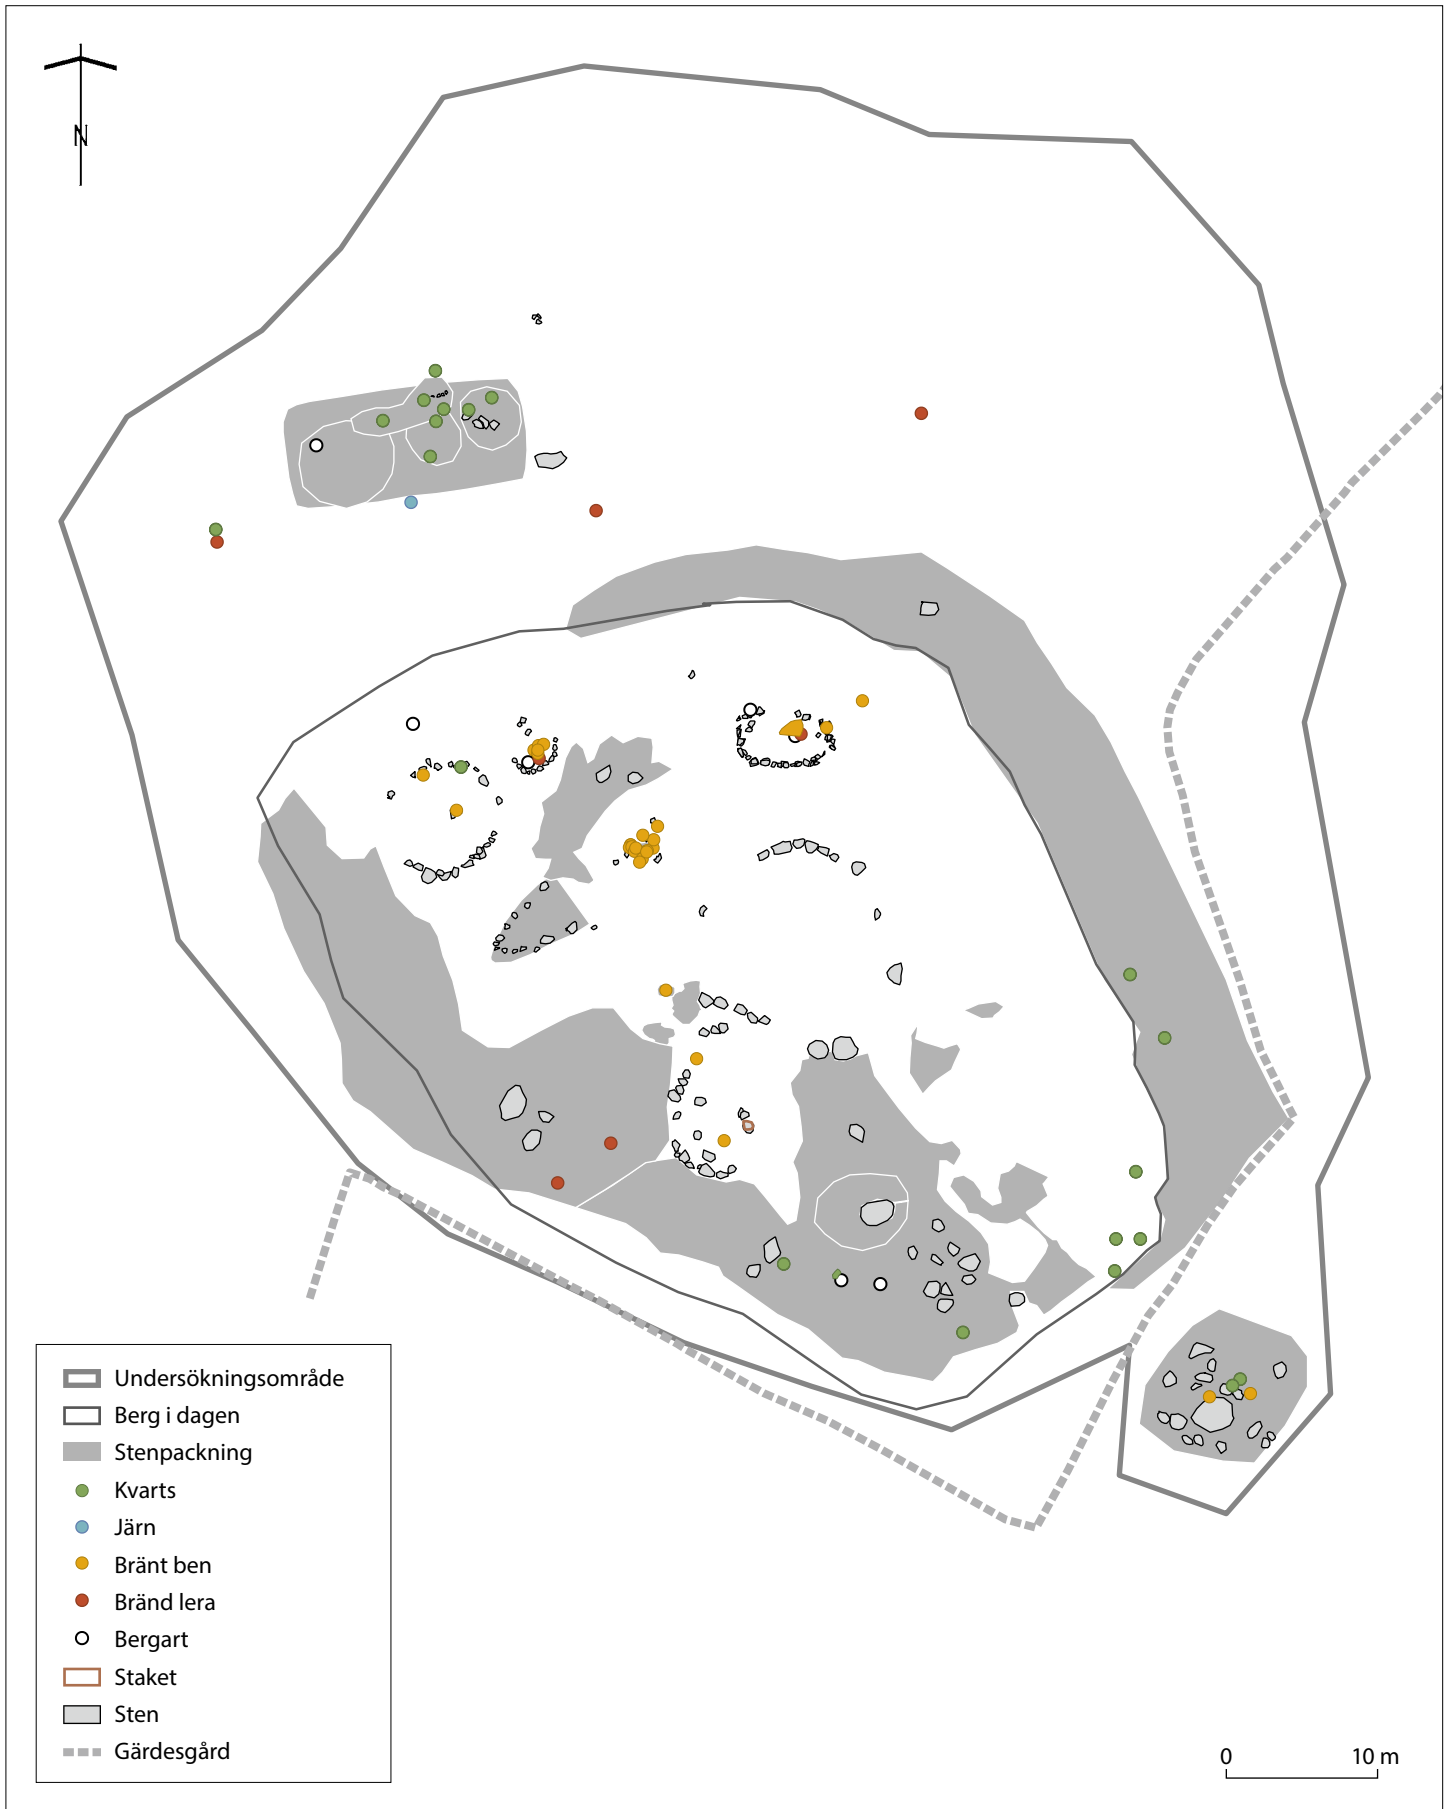 N
Undersökningsområde
Berg i dagen
Stenpackning
Kvarts
Järn
Bränt ben
Bränd lera
Bergart
Staket
Sten
Gärdesgård
0 10 m